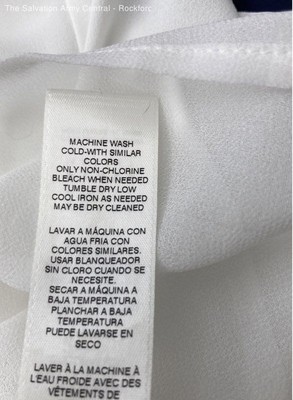 The Salvation Army Central - Rockforc
MACHINE WASH
COLD-WITH SIMILAR
COLORS
ONLY NON-CHLORINE
BLEACH WHEN NEEDED
TUMBLE DRY LOW
COOL IRON AS NEEDED
MAY BE DRY CLEANED
LAVAR A MÁQUINA CON
AGUA FRIA CON
COLORES SIMILARES.
USAR BLANQUEADOR
SIN CLORO CUANDO SE
NECESITE.
SECAR A MÁQUINA A
BAJA TEMPERATURA
PLANCHAR A BAJA
TEMPERATURA
PUEDE LAVARSE EN
SECO
LAVER À LA MACHINE À
L'EAU FROIDE AVEC DES
VÊTEMENTS DE